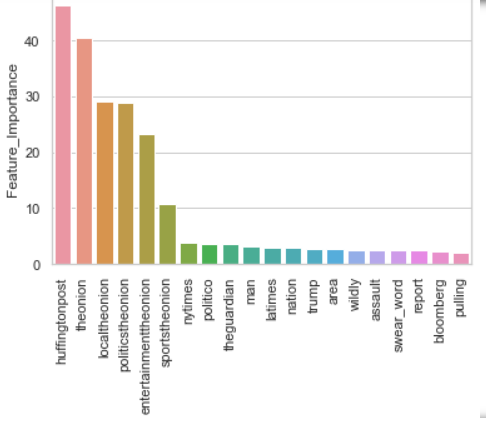 Feature_Importance
40
30
20
10
0
huffingtonpost
theonion
localtheonion
politicstheonion
entertainmenttheonion
sportstheonion
nytimes
politico
theguardian
man
latimes
nation
trump
area
wildly
assault
swear_word
report
bloomberg
pulling